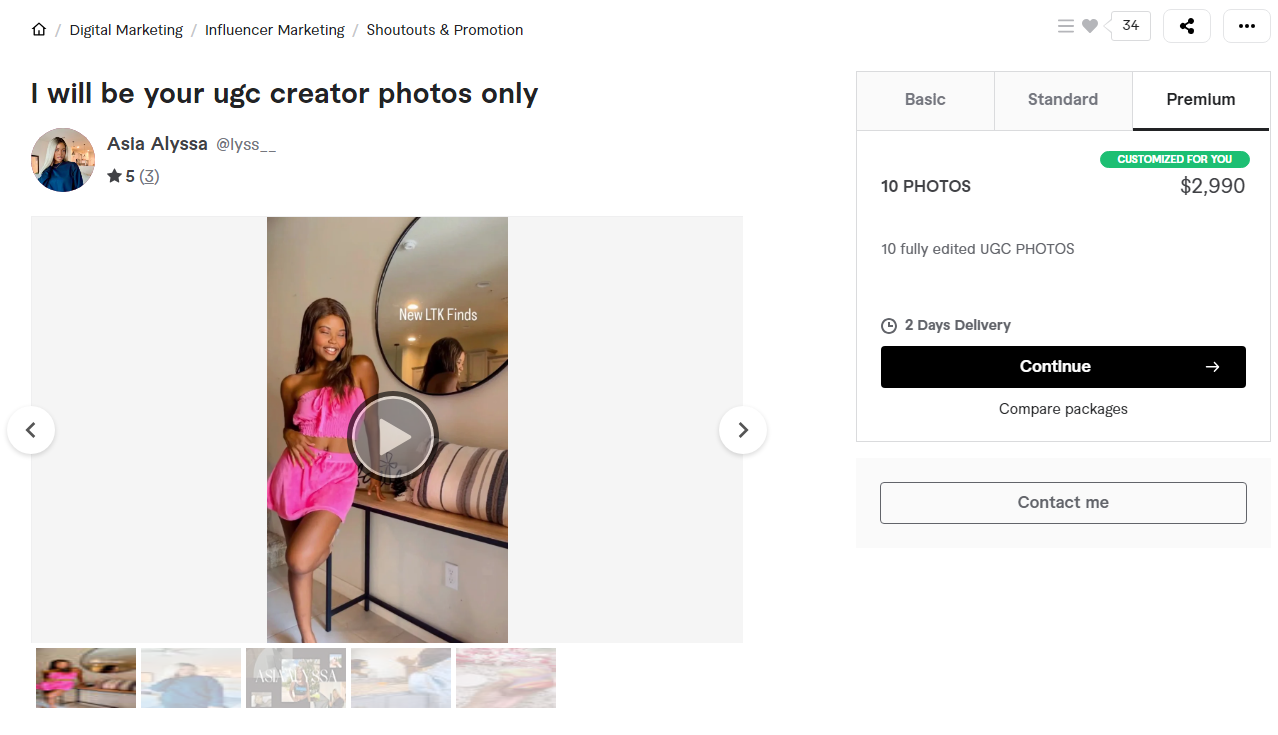 / Digital Marketing / Influencer Marketing / Shoutouts & Promotion
34
I will be your ugc creator photos only
Asia Alyssa @lyss__
5 (3)
New LTK Finds
ASIA ALYSSA
Basic
Standard
Premium
CUSTOMIZED FOR YOU
10 PHOTOS
$2,990
10 fully edited UGC PHOTOS
2 Days Delivery
Continue
Compare packages
Contact me